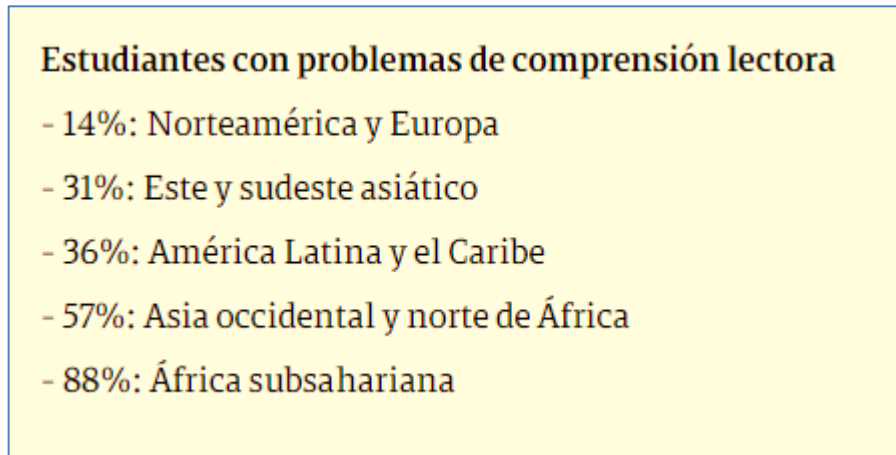 Estudiantes con problemas de comprensión lectora
- 14%: Norteamérica y Europa
- 31%: Este y sudeste asiático
- 36%: América Latina y el Caribe
- 57%: Asia occidental y norte de África
- 88%: África subsahariana